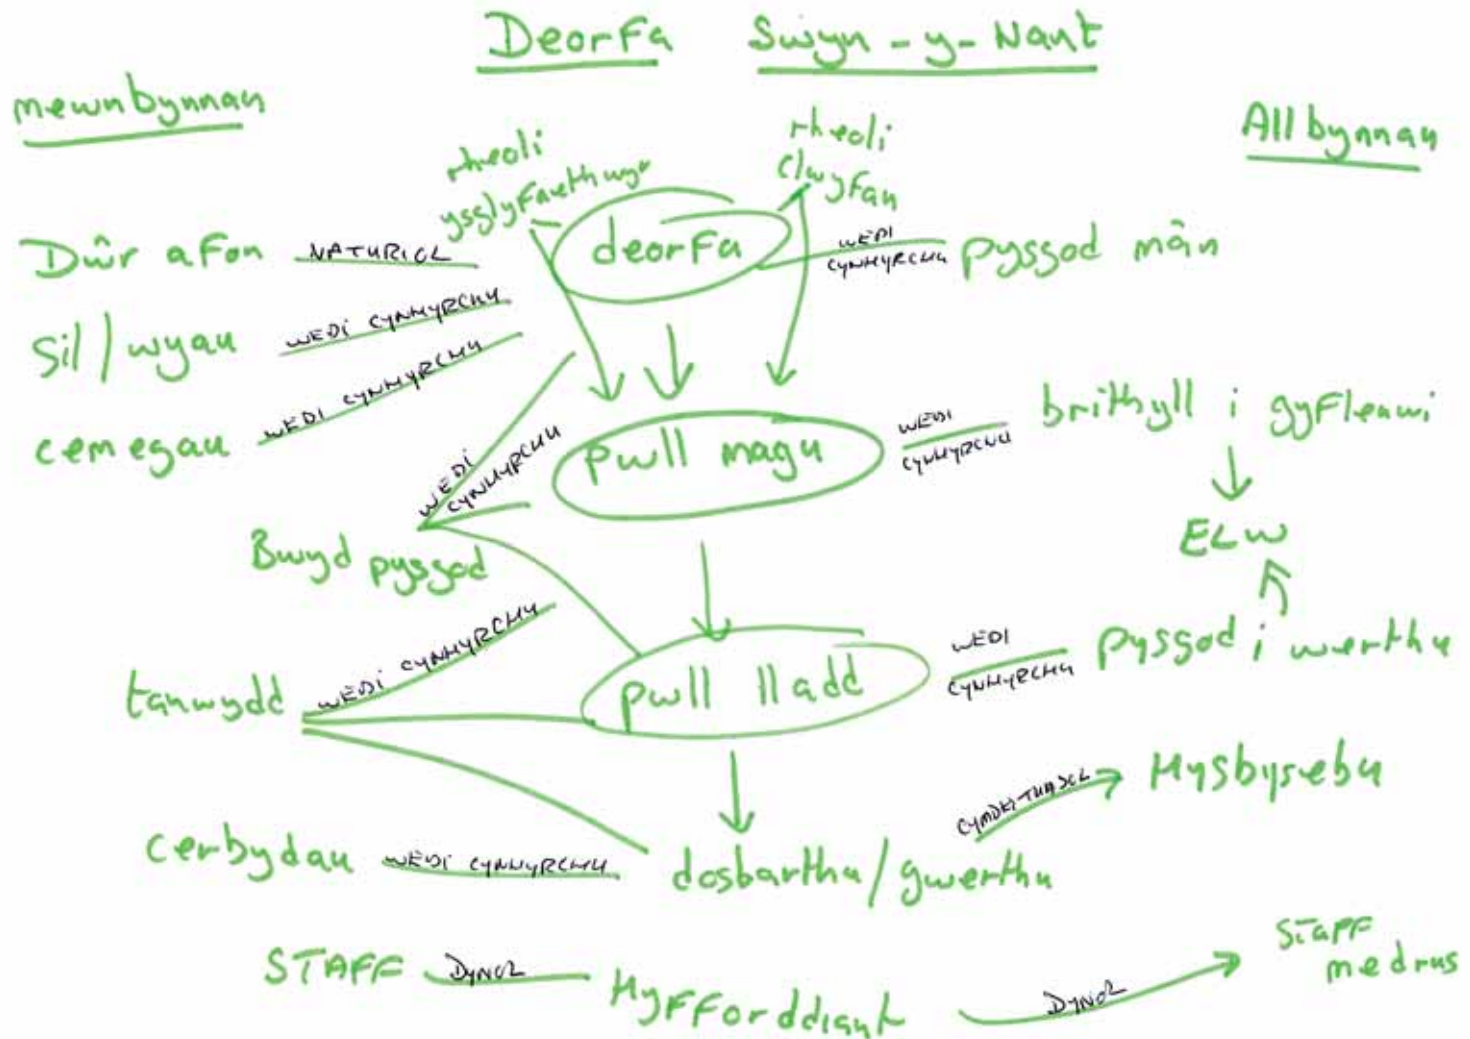 Deorfa Swyn-y-Nant
mewnbynnau
Allbynnau
rheoli
ysglyfaethwyr
rheoli
clwyfau
Dŵr afon NATURIOL
deorfa
WEDI
CYNHYRCHU
pysgod mân
Sil/wyau WEDI CYNHYRCHU
cemegau WEDI CYNHYRCHU
pwll magu
WEDI
CYNHYRCHU
brithyll i gyfleawi
WEDI
CYNHYRCHU
Bwyd pysgod
ELW
tanwydd WEDI CYNHYRCHU
pwll lladd
WEDI
CYNHYRCHU
pysgod i werthu
cerbydau WEDI CYNHYRCHU
dosbarthu/gwerthu
CYMDEITHASOL
Hysbysebu
STAFF DYNOL
Hyfforddiant
DYNOL
Staff
medrus